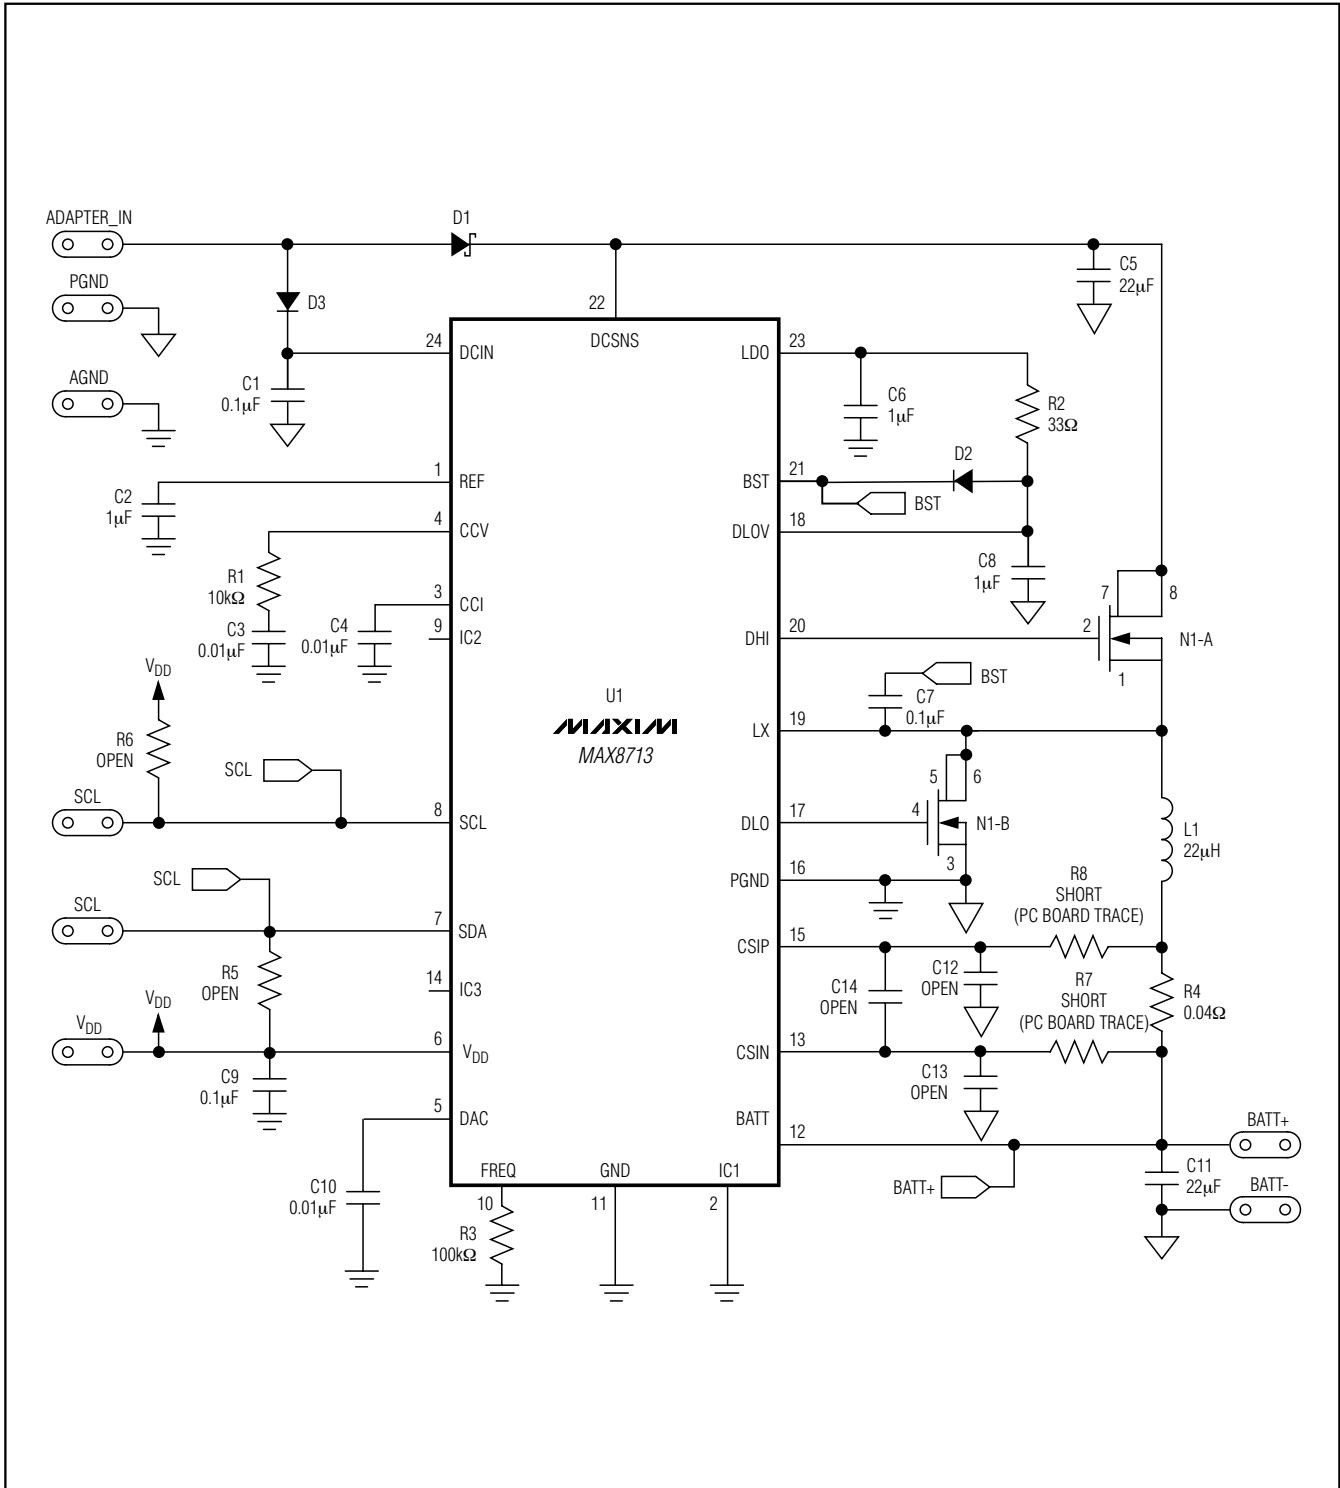 ADAPTER_IN
D1
PGND
D3
C5
22μF
22
DCSNS
24
DCIN
LDO
23
AGND
C1
0.1μF
C6
1μF
R2
33Ω
1
REF
BST
21
D2
BST
C2
1μF
4
CCV
DLOV
18
C8
1μF
R1
10kΩ
3
CCI
7
8
C3
0.01μF
C4
0.01μF
9
IC2
DHI
20
2
N1-A
1
VDD
U1
MAXIM
MAX8713
BST
C7
0.1μF
LX
19
R6
OPEN
SCL
5
6
SCL
8
SCL
DLO
17
4
N1-B
3
L1
22μH
SCL
PGND
16
R8
SHORT
(PC BOARD TRACE)
SCL
7
SDA
CSIP
15
R5
OPEN
14
IC3
C14
OPEN
C12
OPEN
R7
SHORT
(PC BOARD TRACE)
R4
0.04Ω
VDD
VDD
6
VDD
CSIN
13
C9
0.1μF
C13
OPEN
5
DAC
BATT
12
BATT+
C10
0.01μF
FREQ
GND
IC1
BATT+
C11
22μF
BATT-
10
11
2
R3
100kΩ